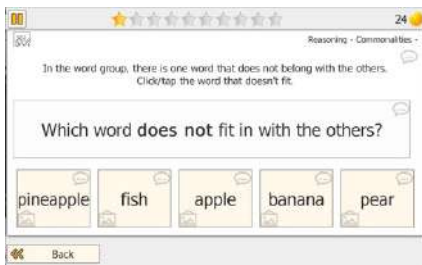 24
Reasoning - Commonalities -
In the word group, there is one word that does not belong with the others.
Click/tap the word that doesn't fit.
Which word does not fit in with the others?
pineapple fish apple banana pear
Back